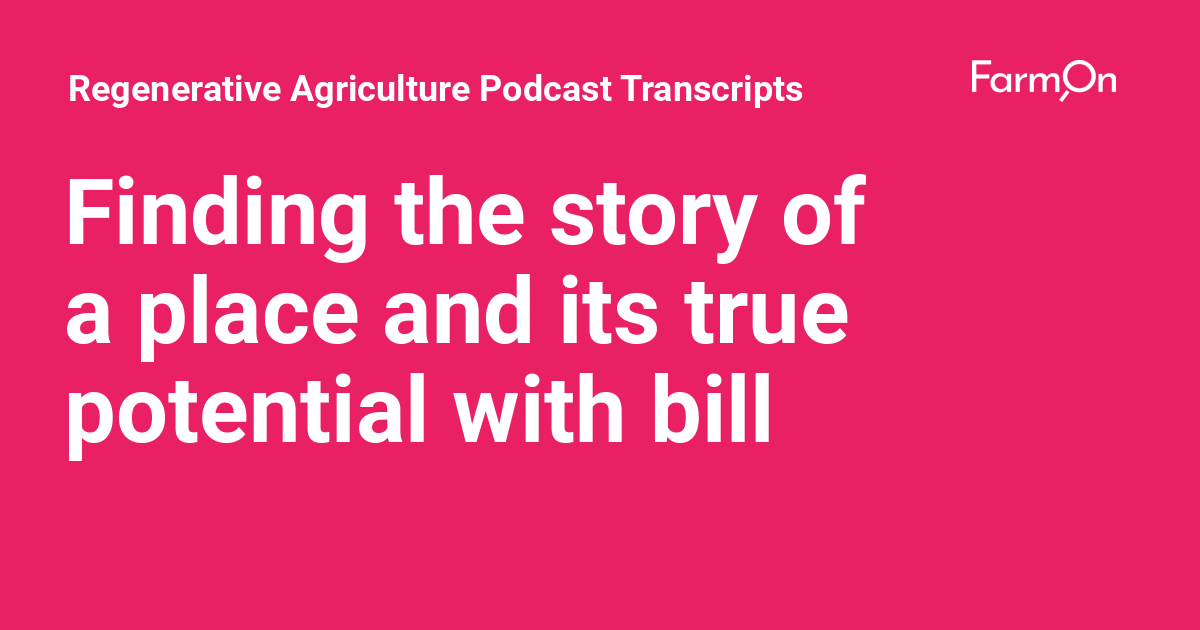 Regenerative Agriculture Podcast Transcripts
FarmOn
Finding the story of
a place and its true
potential with bill